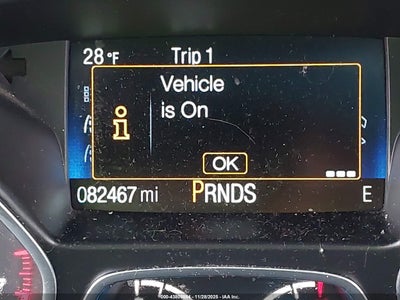 28 °F Trip 1
Vehicle
is On
OK
082467 mi PRNDS E